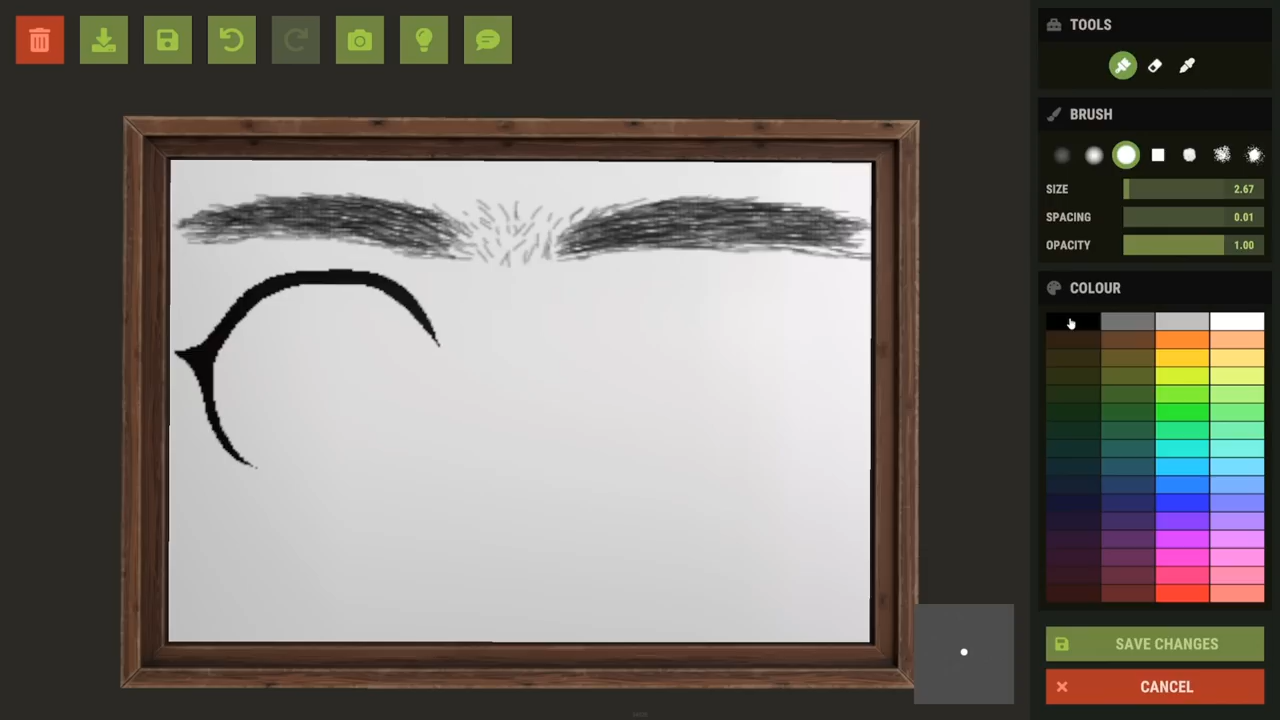 TOOLS
BRUSH
SIZE 2.67
SPACING 0.01
OPACITY 1.00
COLOUR
SAVE CHANGES
CANCEL